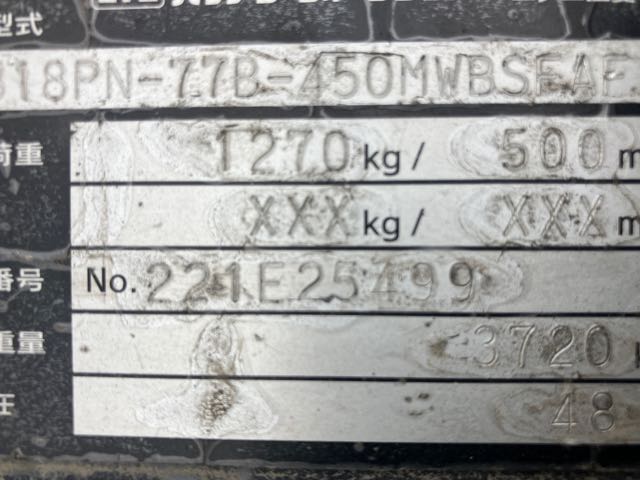 型式
318PN-77B-450MWBSFAF
荷重 1270 kg / 500 m
XXX kg / XXX m
番号 No. 221E25499
重量 3720
圧 48